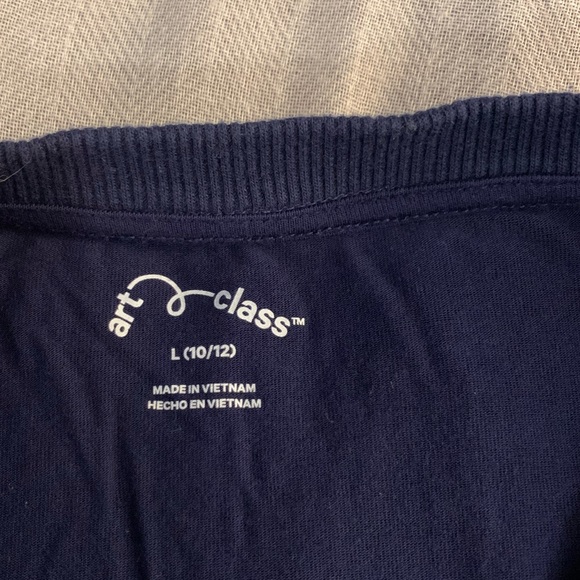 art class™
L (10/12)
MADE IN VIETNAM
HECHO EN VIETNAM